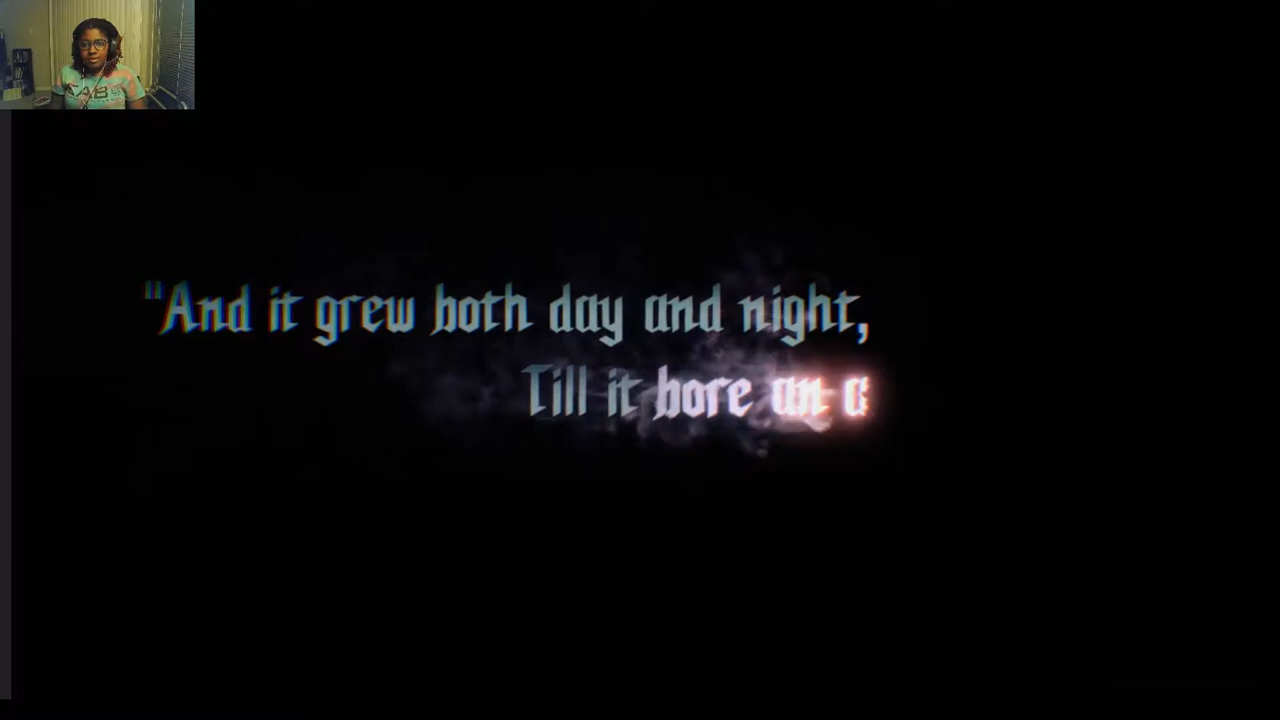 "And it grew both day and night,
Till it bore an a